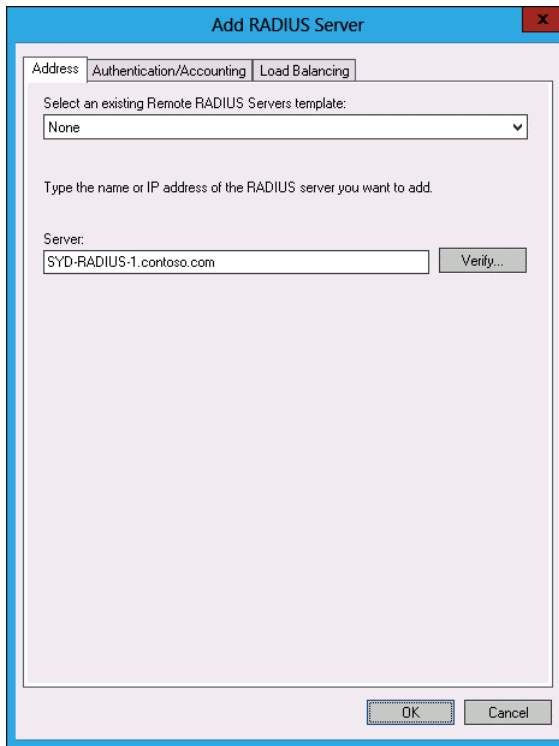 Add RADIUS Server
x
Address Authentication/Accounting Load Balancing
Select an existing Remote RADIUS Servers template:
None
Type the name or IP address of the RADIUS server you want to add.
Server:
SYD-RADIUS-1.contoso.com Verify...
OK Cancel